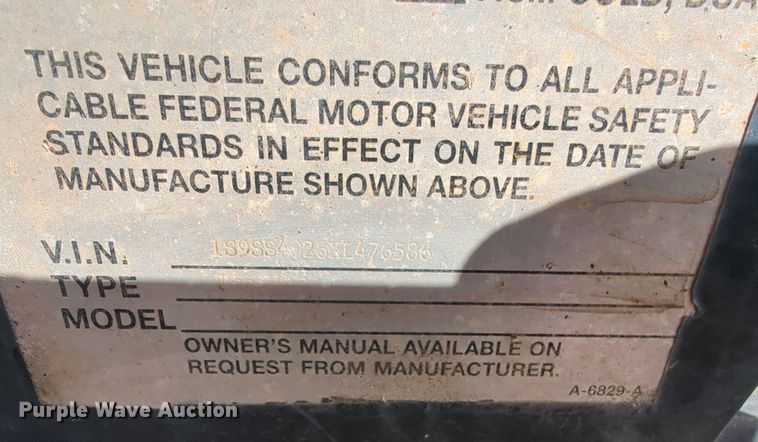 THIS VEHICLE CONFORMS TO ALL APPLI-
CABLE FEDERAL MOTOR VEHICLE SAFETY
STANDARDS IN EFFECT ON THE DATE OF
MANUFACTURE SHOWN ABOVE.
V.I.N. 1S9SS4026XL476586
TYPE
MODEL
OWNER'S MANUAL AVAILABLE ON
REQUEST FROM MANUFACTURER.
A-6829-A
Purple Wave Auction